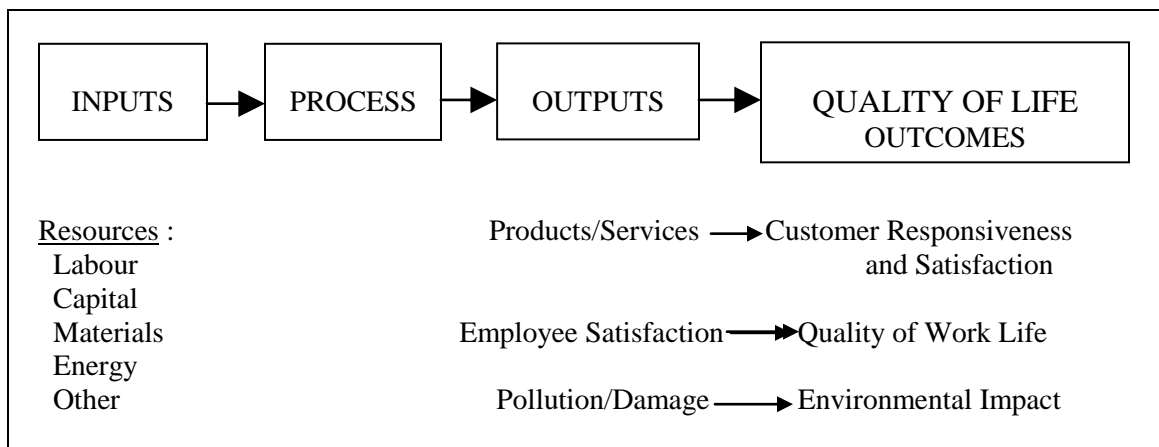 INPUTS
PROCESS
OUTPUTS
QUALITY OF LIFE
OUTCOMES
Resources :
Labour
Capital
Materials
Energy
Other
Products/Services
Customer Responsiveness
and Satisfaction
Employee Satisfaction
Quality of Work Life
Pollution/Damage
Environmental Impact